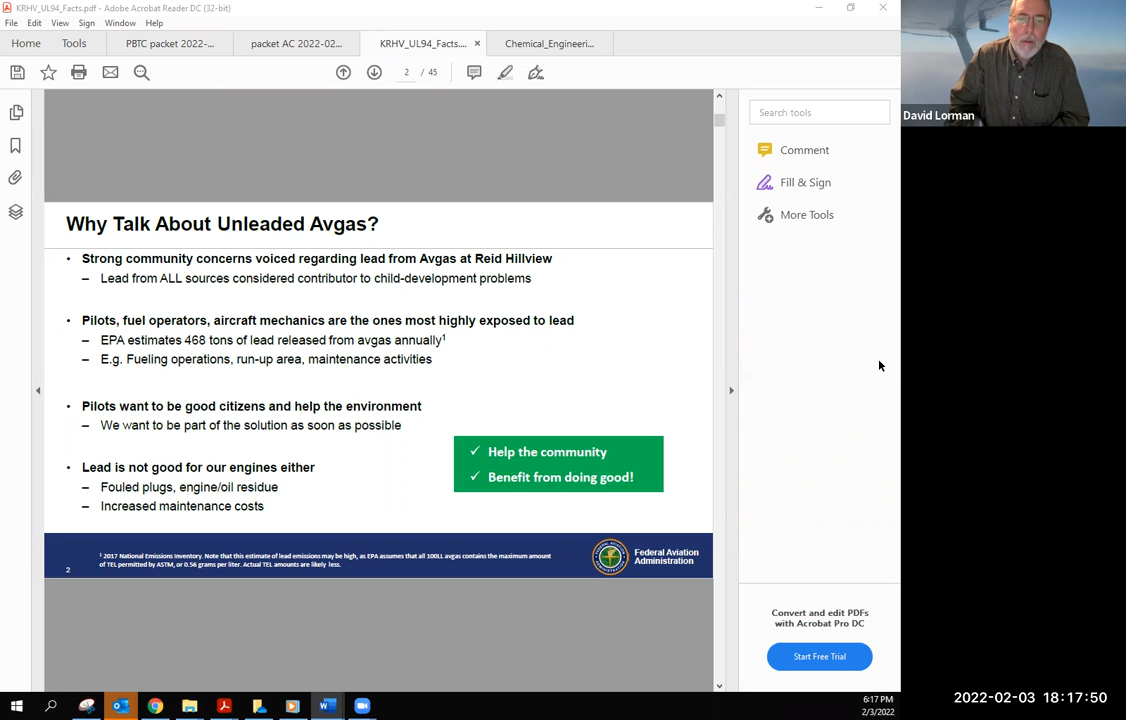 KRHV_UL94_Facts.pdf - Adobe Acrobat Reader DC (32-bit)
File Edit View Sign Window Help
Home Tools PBTC packet 2022-... packet AC 2022-02... KRHV_UL94_Facts.... × Chemical_Engineeri...
2 / 45
Search tools
David Lorman
Comment
Fill & Sign
More Tools
Why Talk About Unleaded Avgas?
• Strong community concerns voiced regarding lead from Avgas at Reid Hillview
– Lead from ALL sources considered contributor to child-development problems
• Pilots, fuel operators, aircraft mechanics are the ones most highly exposed to lead
– EPA estimates 468 tons of lead released from avgas annually¹
– E.g. Fueling operations, run-up area, maintenance activities
• Pilots want to be good citizens and help the environment
– We want to be part of the solution as soon as possible
✓ Help the community
✓ Benefit from doing good!
• Lead is not good for our engines either
– Fouled plugs, engine/oil residue
– Increased maintenance costs
¹ 2017 National Emissions Inventory. Note that this estimate of lead emissions may be high, as EPA assumes that all 100LL avgas contains the maximum amount
of TEL permitted by ASTM, or 0.56 grams per liter. Actual TEL amounts are likely less.
2
Federal Aviation
Administration
Convert and edit PDFs
with Acrobat Pro DC
Start Free Trial
6:17 PM
2/3/2022
2022-02-03 18:17:50